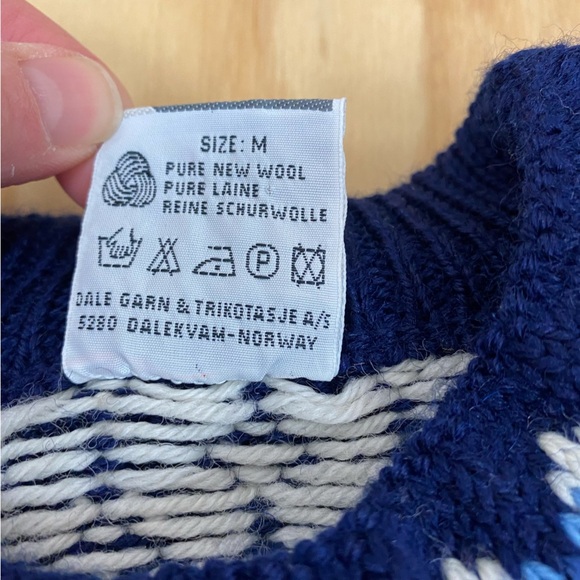 SIZE: M
PURE NEW WOOL
PURE LAINE
REINE SCHURWOLLE
P
DALE GARN & TRIKOTASJE A/S
5280 DALEKVAM-NORWAY